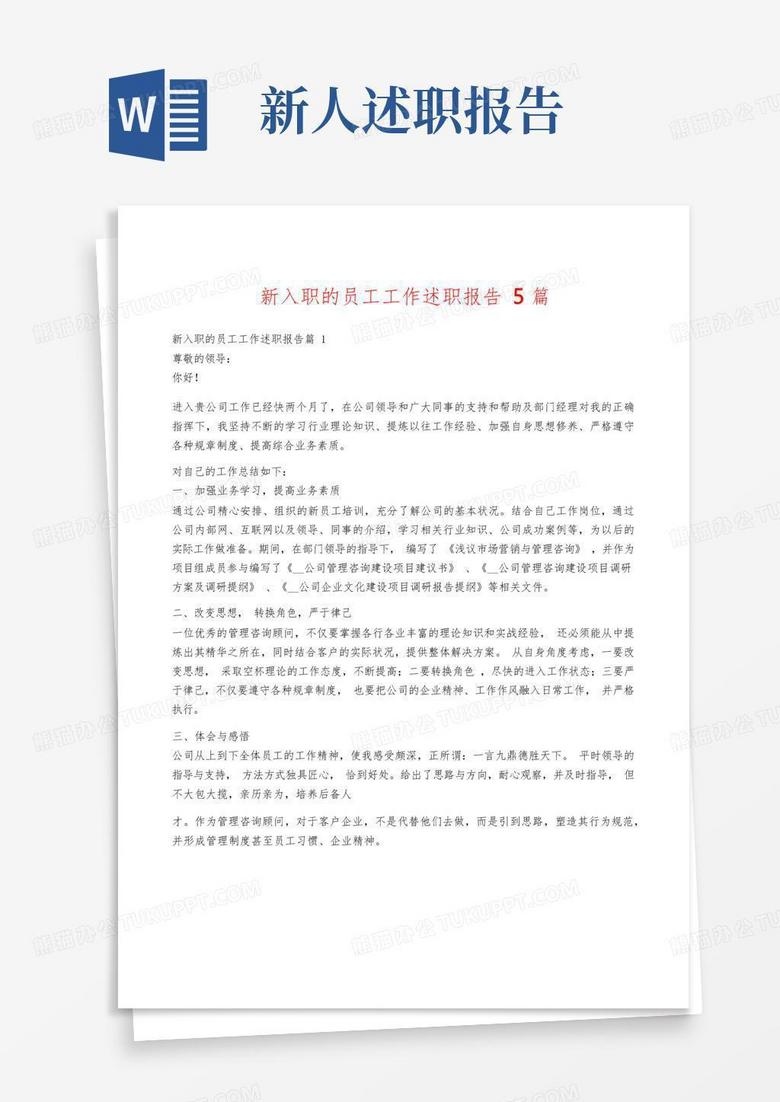 W
新人述职报告
新入职的员工工作述职报告 5 篇
新入职的员工工作述职报告篇 1
尊敬的领导：
你好！
进入贵公司工作已经快两个月了，在公司领导和广大同事的支持和帮助及部门经理对我的正确
指挥下，我坚持不断的学习行业理论知识、提炼以往工作经验、加强自身思想修养、严格遵守
各种规章制度、提高综合业务素质。
对自己的工作总结如下：
一、加强业务学习，提高业务素质
通过公司精心安排、组织的新员工培训，充分了解公司的基本状况。结合自己工作岗位，通过
公司内部网、互联网以及领导、同事的介绍，学习相关行业知识、公司成功案例等，为以后的
实际工作做准备。期间，在部门领导的指导下， 编写了 《浅议市场营销与管理咨询》 ，并作为
项目组成员参与编写了《__公司管理咨询建设项目建议书》 、《__公司管理咨询建设项目调研
方案及调研提纲》 、《__公司企业文化建设项目调研报告提纲》等相关文件。
二、改变思想， 转换角色，严于律己
一位优秀的管理咨询顾问，不仅要掌握各行各业丰富的理论知识和实战经验， 还必须能从中提
炼出其精华之所在，同时结合客户的实际状况，提供整体解决方案。 从自身角度考虑，一要改
变思想， 采取空杯理论的工作态度，不断提高；二要转换角色 ，尽快的进入工作状态；三要严
于律己，不仅要遵守各种规章制度， 也要把公司的企业精神、工作作风融入日常工作， 并严格
执行。
三、体会与感悟
公司从上到下全体员工的工作精神，使我感受颇深，正所谓：一言九鼎德胜天下。 平时领导的
指导与支持， 方法方式独具匠心， 恰到好处。给出了思路与方向，耐心观察，并及时指导， 但
不大包大揽，亲历亲为，培养后备人
才。作为管理咨询顾问，对于客户企业，不是代替他们去做，而是引到思路，塑造其行为规范，
并形成管理制度甚至员工习惯、企业精神。
熊猫办公 TUKUPPT.COM